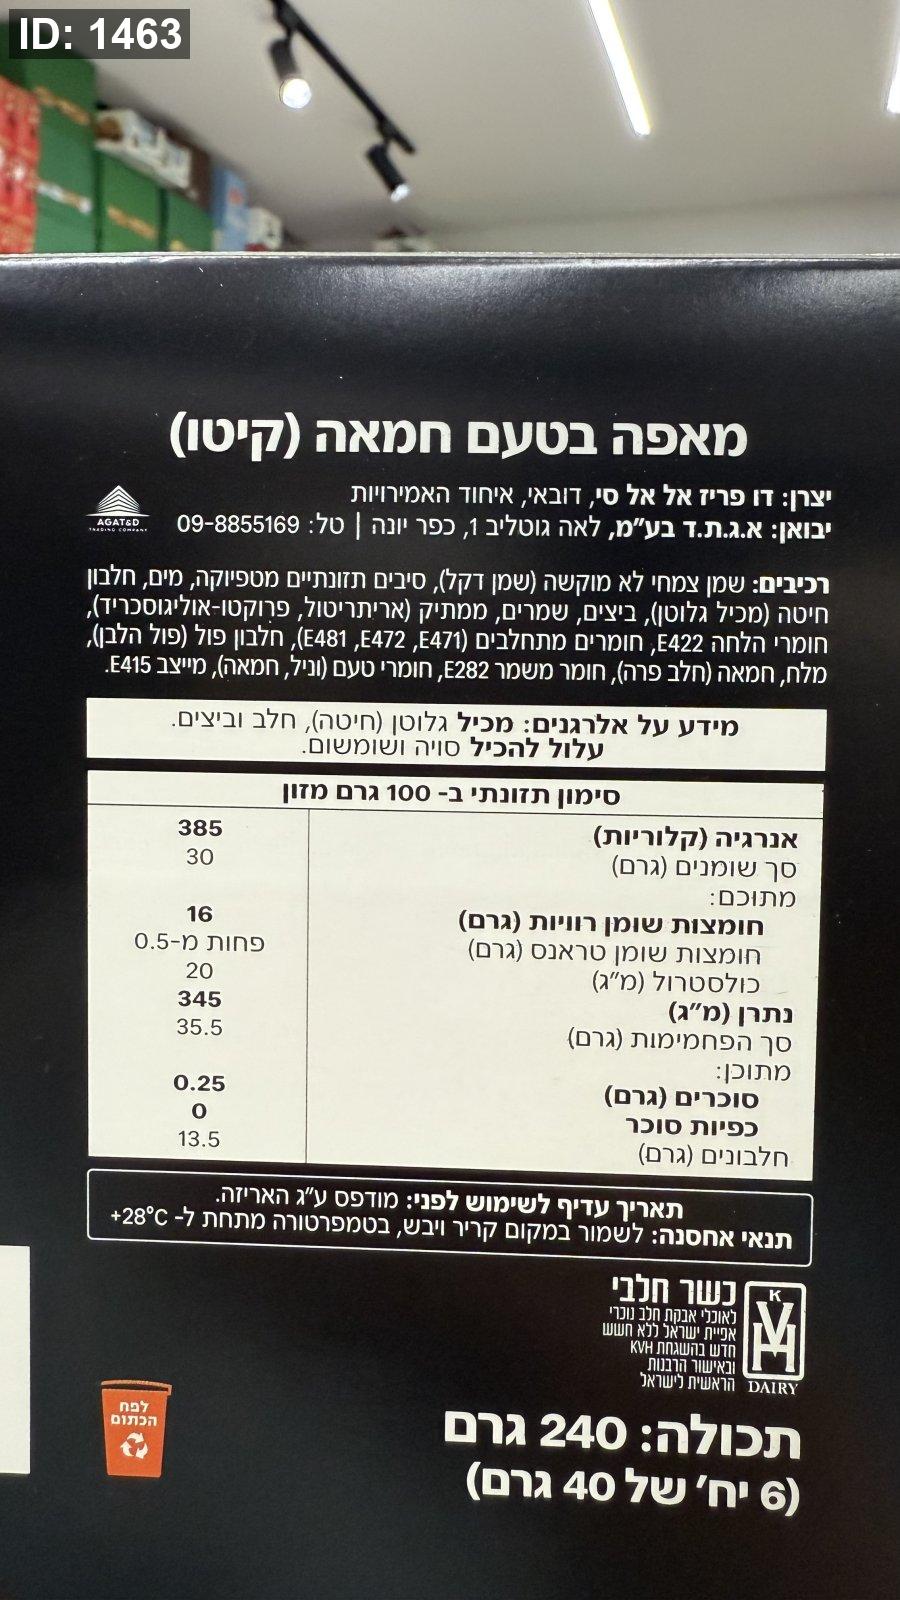 ID: 1463
מאפה בטעם חמאה (קיטו)
יצרן: דו פריז אל אל סי, דובאי, איחוד האמירויות
יבואן: א.ג.ת.ד בע"מ, לאה גוטליב 1, כפר יונה | טל: 09-8855169
AGAT&D
TRADING COMPANY
רכיבים: שמן צמחי לא מוקשה (שמן דקל), סיבים תזונתיים מטפיוקה, מים, חלבון
חיטה (מכיל גלוטן), ביצים, שמרים, ממתיק (אריתריטול, פרוקטו-אוליגוסכריד),
חומרי הלחה E422, חומרים מתחלבים (E471, E472, E481), חלבון פול (פול הלבן),
מלח, חמאה (חלב פרה), חומר משמר E282, חומרי טעם (וניל, חמאה), מייצב E415.
מידע על אלרגנים: מכיל גלוטן (חיטה), חלב וביצים.
עלול להכיל סויה ושומשום.
סימון תזונתי ב- 100 גרם מזון
אנרגיה (קלוריות) 385
סך שומנים (גרם) 30
מתוכם:
חומצות שומן רוויות (גרם) 16
חומצות שומן טראנס (גרם) פחות מ-0.5
כולסטרול (מ"ג) 20
נתרן (מ"ג) 345
סך הפחמימות (גרם) 35.5
מתוכן:
סוכרים (גרם) 0.25
כפיות סוכר 0
חלבונים (גרם) 13.5
תאריך עדיף לשימוש לפני: מודפס ע"ג האריזה.
תנאי אחסנה: לשמור במקום קריר ויבש, בטמפרטורה מתחת ל- 28°C+
כשר חלבי
לאוכלי אבקת חלב נוכרי
אפיית ישראל ללא חשש
חדש בהשגחת KVH
ובאישור הרבנות
הראשית לישראל
K
VH
DAIRY
לפח
הכתום
תכולה: 240 גרם
(6 יח' של 40 גרם)